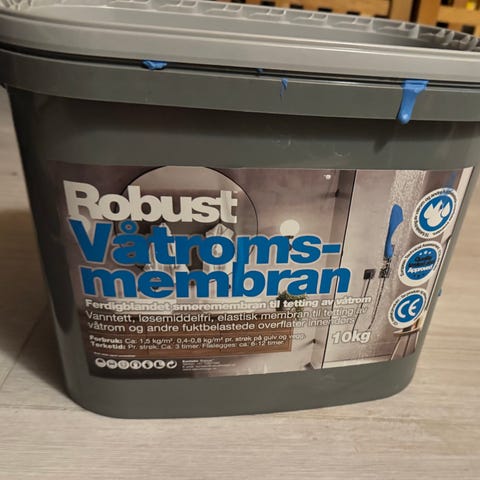 Robust
Våtroms-
membran
Ferdigblandet smøremembran til tetting av våtrom
Vanntett, løsemiddelfri, elastisk membran til tetting av
våtrom og andre fuktbelastede overflater innendørs.
Forbruk: Ca: 1,5 kg/m², 0,4-0,8 kg/m² pr. strøk på gulv og vegg.
Tørketid: Pr. strøk: Ca. 3 timer. Flislegges: ca. 6-12 timer
10kg
Approved
CE